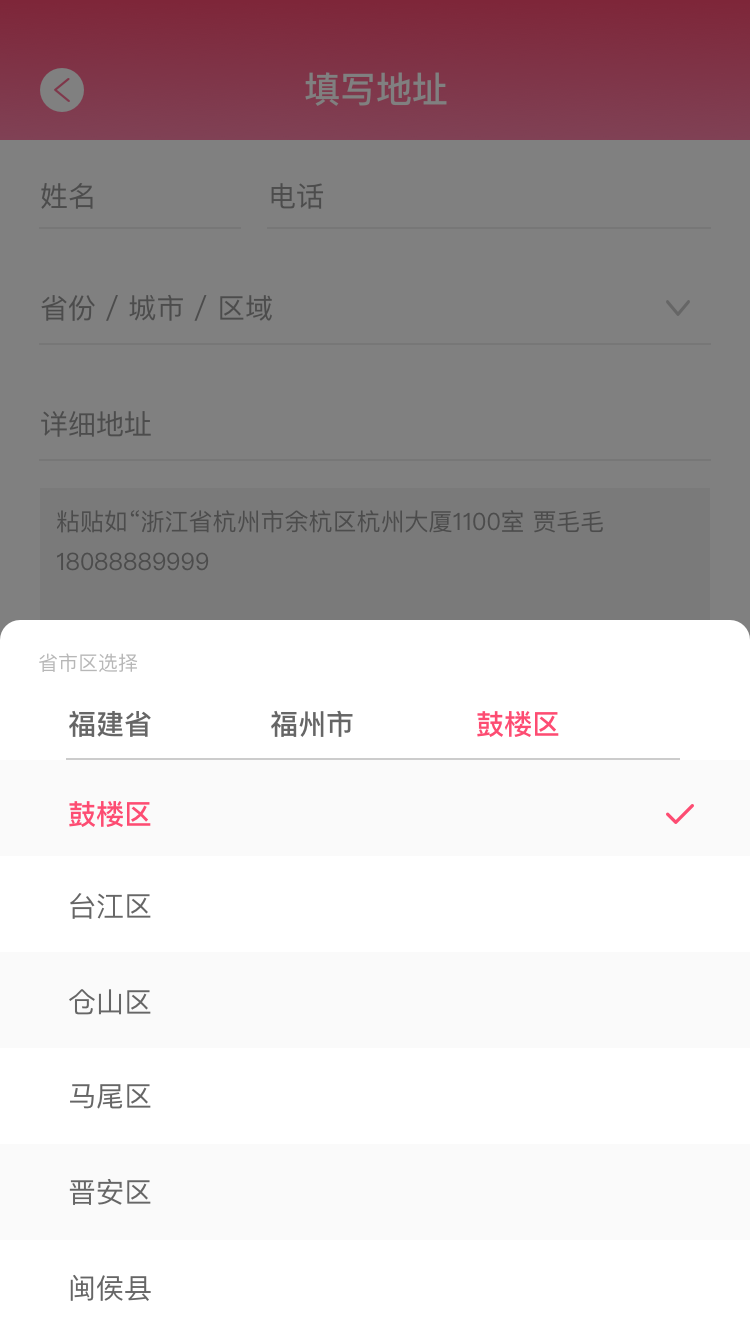 填写地址
姓名 电话
省份 / 城市 / 区域
详细地址
粘贴如“浙江省杭州市余杭区杭州大厦1100室 贾毛毛
18088889999
省市区选择
福建省 福州市 鼓楼区
鼓楼区
台江区
仓山区
马尾区
晋安区
闽侯县